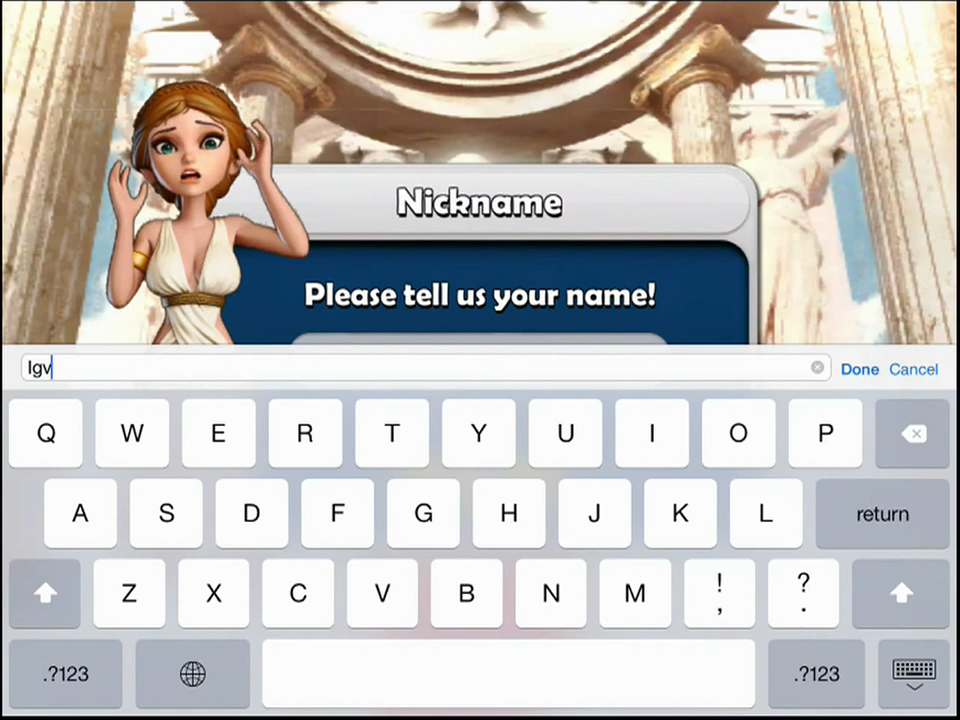 Nickname
Please tell us your name!
Igv
Done Cancel
Q W E R T Y U I O P
A S D F G H J K L return
Z X C V B N M ! , ? .
.?123 .?123